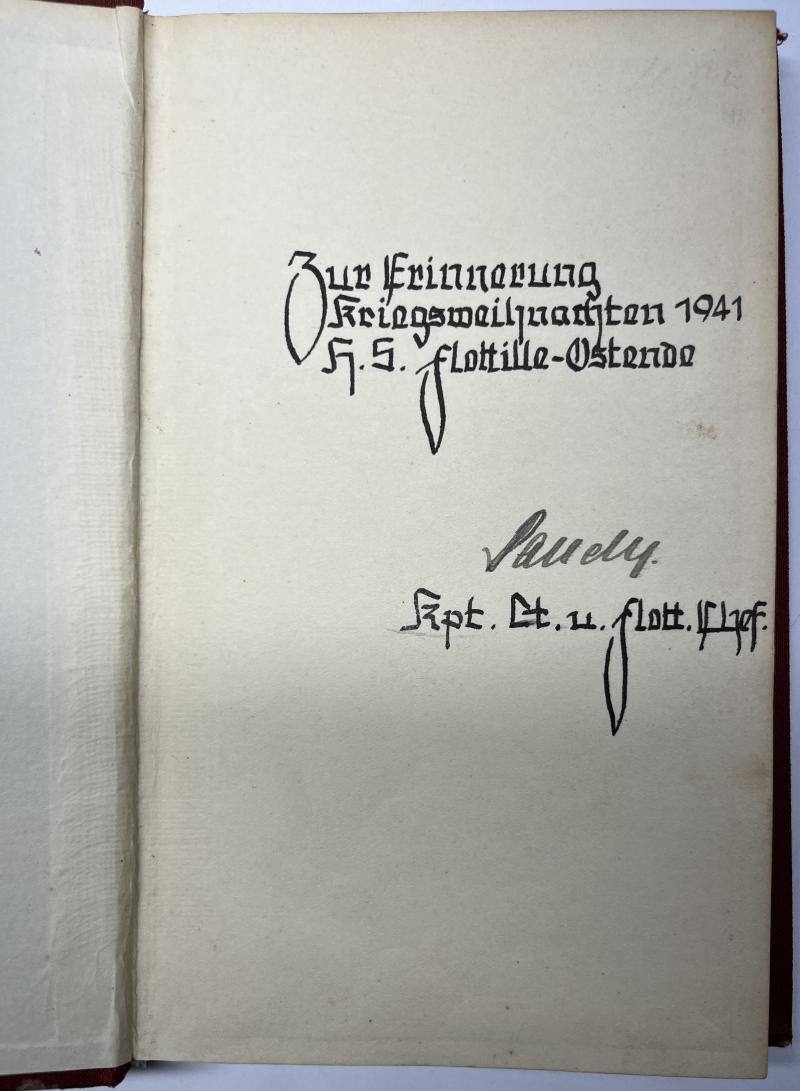 Zur Erinnerung
Kriegsweihnachten 1941
H. S. Flottille-Ostende
Kpt. Lt. u. Flott. Chef.